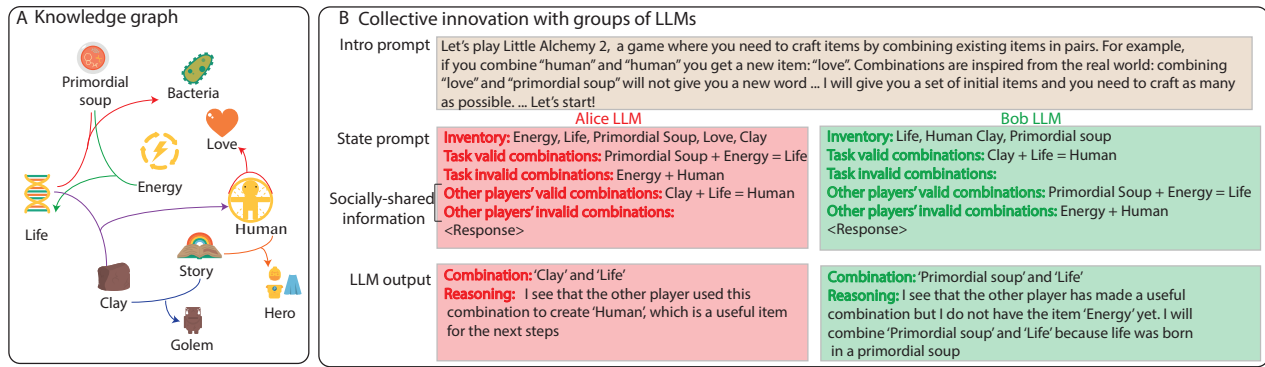 A Knowledge graph
Primordial
soup
Bacteria
Love
Energy
Life
Human
Story
Clay
Hero
Golem
B Collective innovation with groups of LLMs
Intro prompt
Let's play Little Alchemy 2, a game where you need to craft items by combining existing items in pairs. For example,
if you combine "human" and "human" you get a new item: "love". Combinations are inspired from the real world: combining
"love" and "primordial soup" will not give you a new word ... I will give you a set of initial items and you need to craft as many
as possible. ... Let's start!
Alice LLM
Bob LLM
State prompt
Socially-shared
information
Inventory: Energy, Life, Primordial Soup, Love, Clay
Task valid combinations: Primordial Soup + Energy = Life
Task invalid combinations: Energy + Human
Other players' valid combinations: Clay + Life = Human
Other players' invalid combinations:
<Response>
Inventory: Life, Human Clay, Primordial soup
Task valid combinations: Clay + Life = Human
Task invalid combinations:
Other players' valid combinations: Primordial Soup + Energy = Life
Other players' invalid combinations: Energy + Human
<Response>
LLM output
Combination: 'Clay' and 'Life'
Reasoning: I see that the other player used this
combination to create 'Human', which is a useful item
for the next steps
Combination: 'Primordial soup' and 'Life'
Reasoning: I see that the other player has made a useful
combination but I do not have the item 'Energy' yet. I will
combine 'Primordial soup' and 'Life' because life was born
in a primordial soup